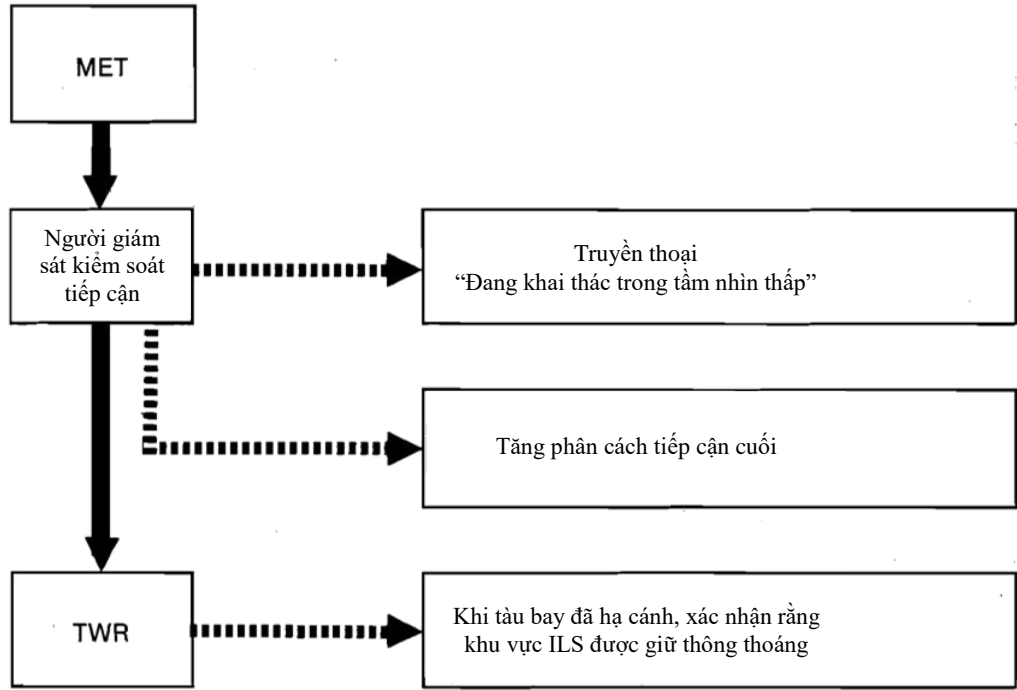 MET
Người giám
sát kiểm soát
tiếp cận
Truyền thoại
“Đang khai thác trong tầm nhìn thấp”
Tăng phân cách tiếp cận cuối
TWR
Khi tàu bay đã hạ cánh, xác nhận rằng
khu vực ILS được giữ thông thoáng